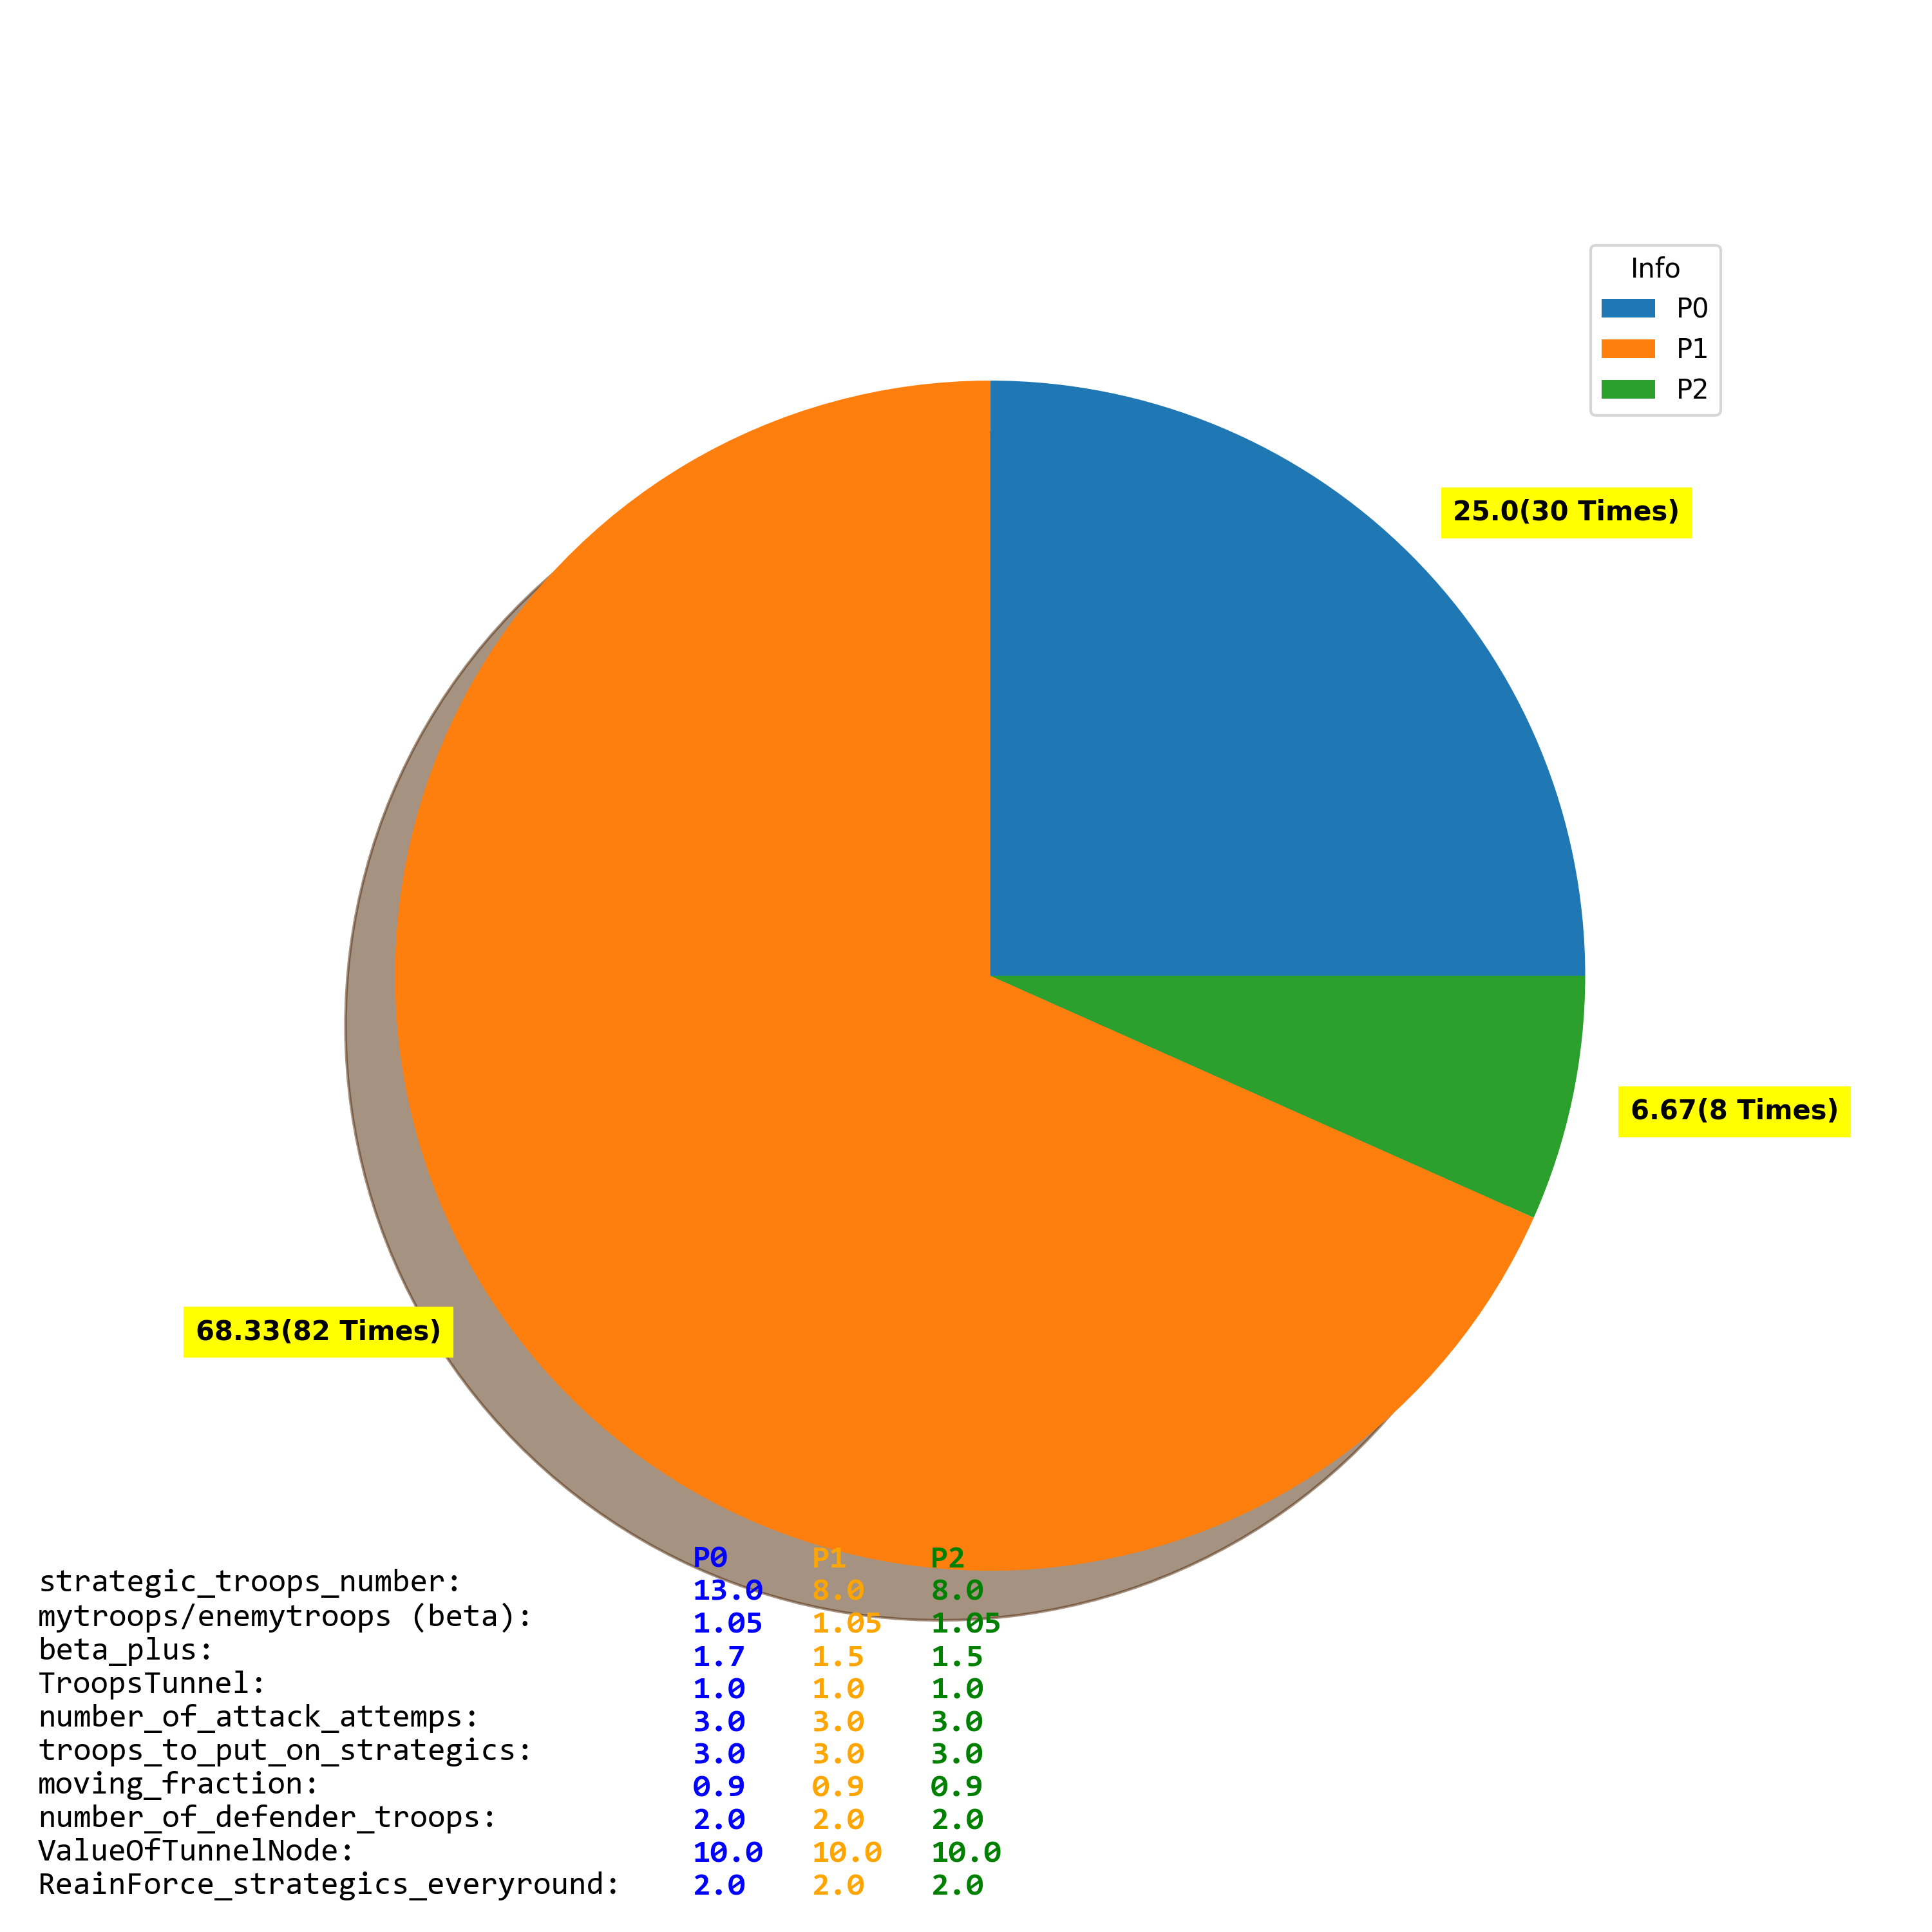 Info
P0
P1
P2
25.0(30 Times)
6.67(8 Times)
68.33(82 Times)
P0 P1 P2
strategic_troops_number: 13.0 8.0 8.0
mytroops/enemytroops (beta): 1.05 1.05 1.05
beta_plus: 1.7 1.5 1.5
TroopsTunnel: 1.0 1.0 1.0
number_of_attack_attemps: 3.0 3.0 3.0
troops_to_put_on_strategics: 3.0 3.0 3.0
moving_fraction: 0.9 0.9 0.9
number_of_defender_troops: 2.0 2.0 2.0
ValueOfTunnelNode: 10.0 10.0 10.0
ReainForce_strategics_everyround: 2.0 2.0 2.0